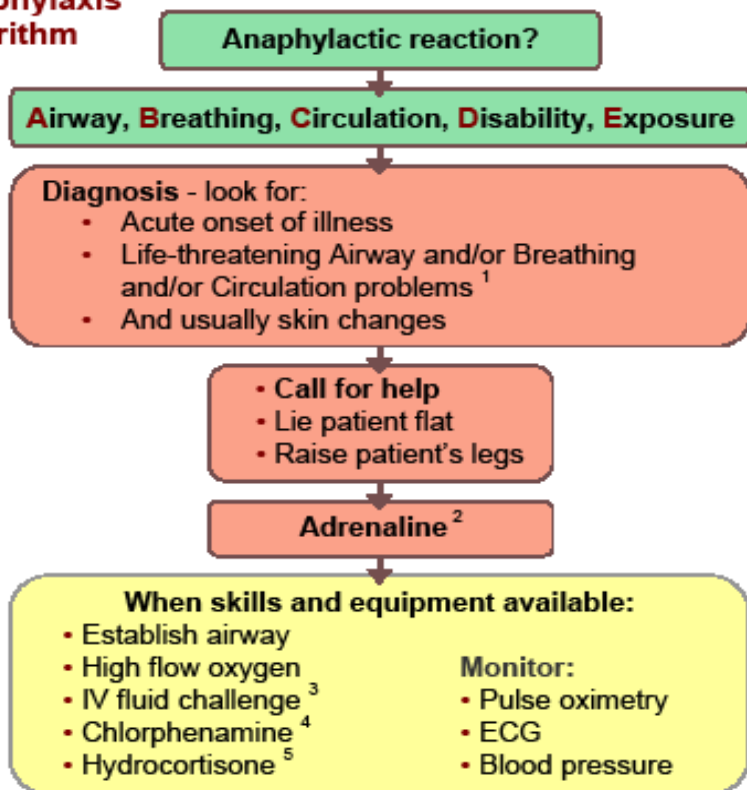 Anaphylactic reaction?
Airway, Breathing, Circulation, Disability, Exposure
Diagnosis - look for:
• Acute onset of illness
• Life-threatening Airway and/or Breathing
and/or Circulation problems 1
• And usually skin changes
• Call for help
• Lie patient flat
• Raise patient's legs
Adrenaline 2
When skills and equipment available:
• Establish airway
• High flow oxygen
• IV fluid challenge 3
• Chlorphenamine 4
• Hydrocortisone 5
Monitor:
• Pulse oximetry
• ECG
• Blood pressure